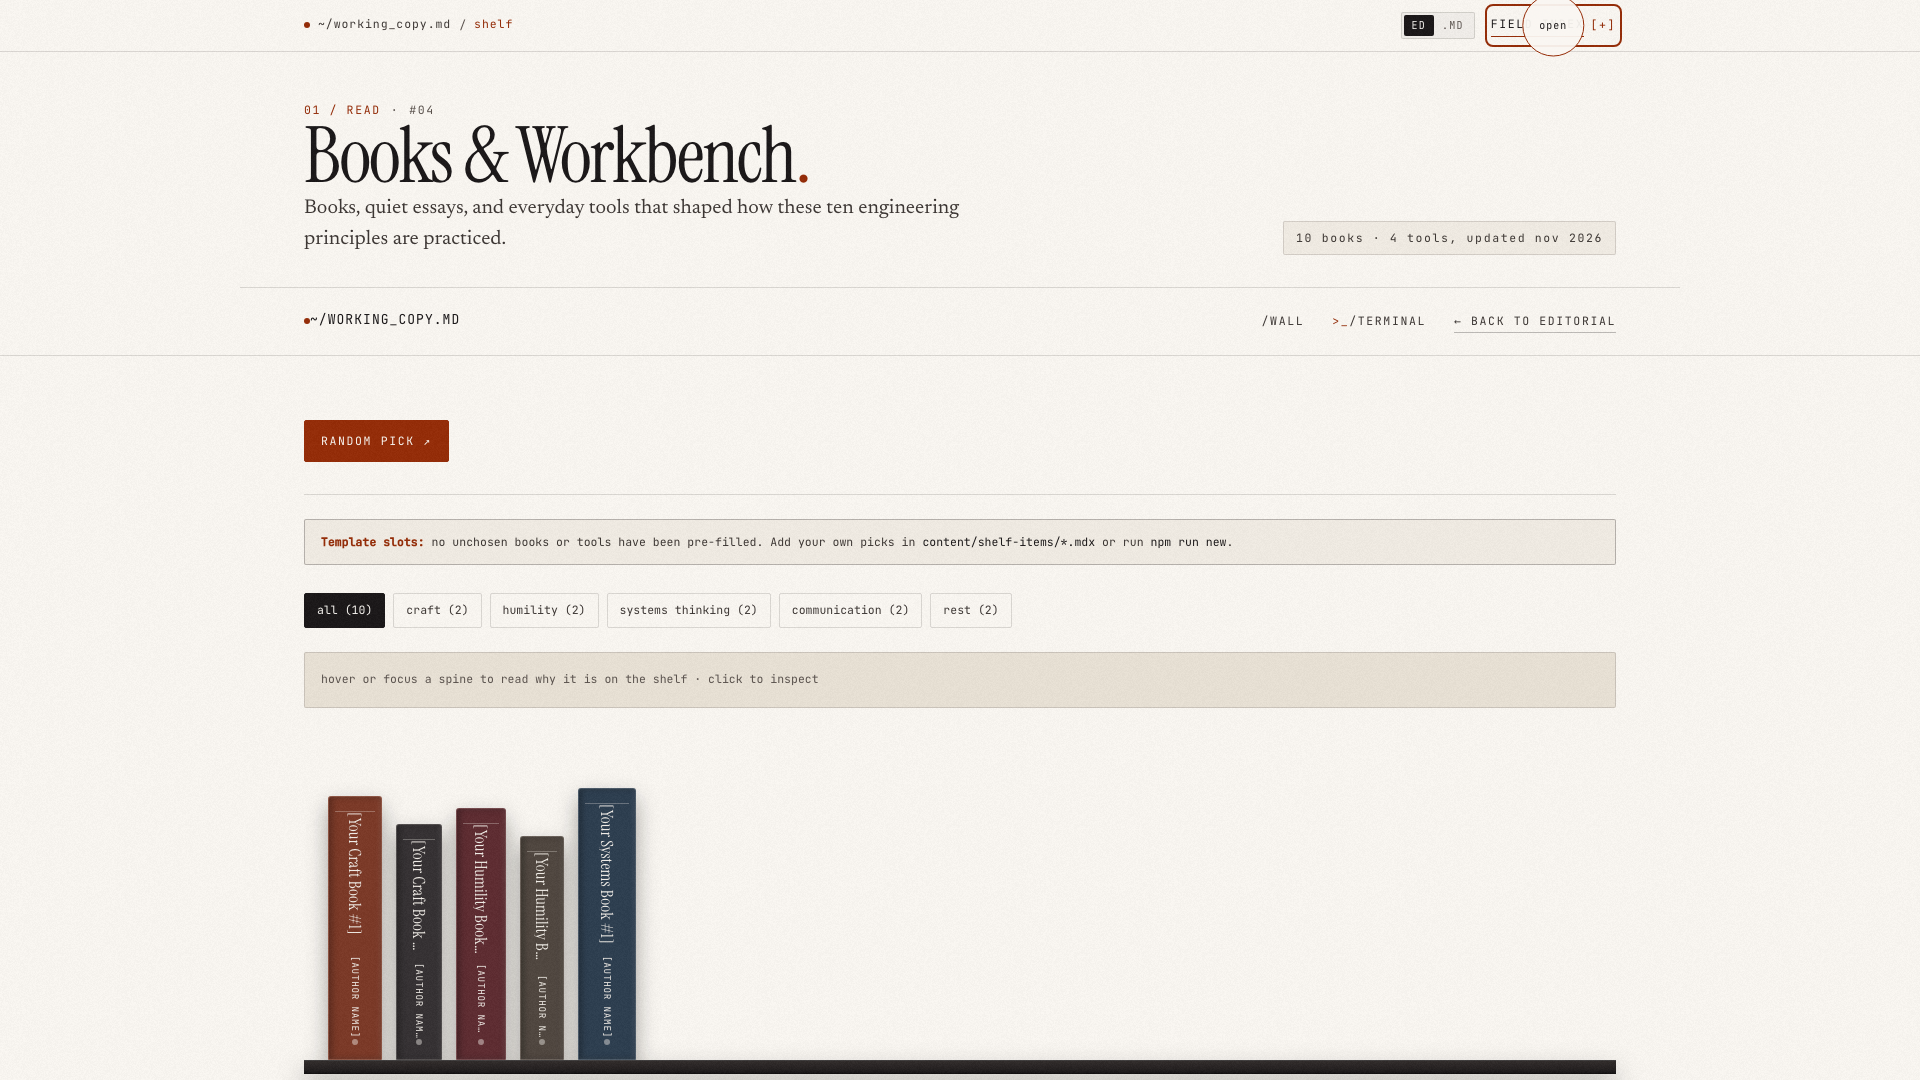 ~/working_copy.md / shelf
ED .MD
open [+]
01 / READ · #04
Books & Workbench.
Books, quiet essays, and everyday tools that shaped how these ten engineering
principles are practiced.
10 books · 4 tools, updated nov 2026
~/WORKING_COPY.MD
/WALL >_/TERMINAL ← BACK TO EDITORIAL
RANDOM PICK ↗
Template slots: no unchosen books or tools have been pre-filled. Add your own picks in content/shelf-items/*.mdx or run npm run new.
all (10) craft (2) humility (2) systems thinking (2) communication (2) rest (2)
hover or focus a spine to read why it is on the shelf · click to inspect
[Your Craft Book #1]
[AUTHOR NAME]
[Your Craft Book …
[AUTHOR NAM…
[Your Humility Book…
[AUTHOR NA…
[Your Humility B…
[AUTHOR N…
[Your Systems Book #1]
[AUTHOR NAME]